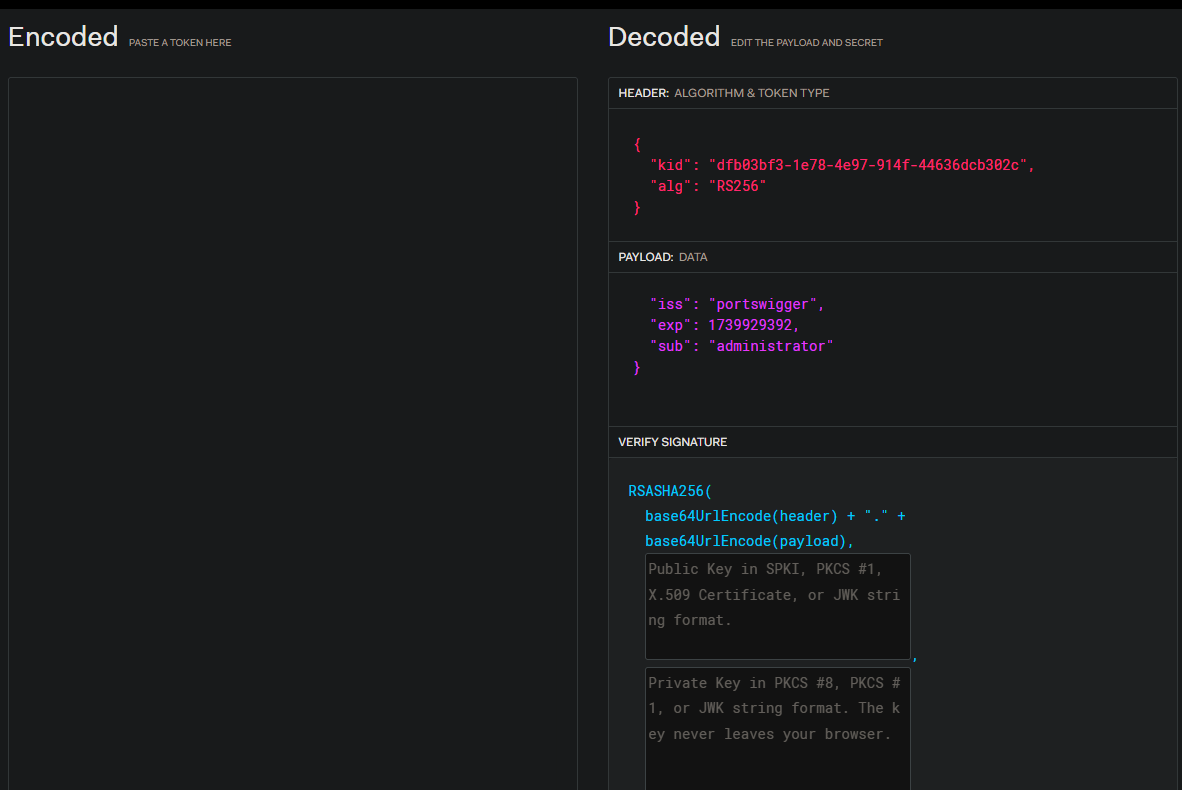 Encoded PASTE A TOKEN HERE
Decoded EDIT THE PAYLOAD AND SECRET
HEADER: ALGORITHM & TOKEN TYPE
{
"kid": "dfb03bf3-1e78-4e97-914f-44636dcb302c",
"alg": "RS256"
}
PAYLOAD: DATA
"iss": "portswigger",
"exp": 1739929392,
"sub": "administrator"
}
VERIFY SIGNATURE
RSASHA256(
base64UrlEncode(header) + "." +
base64UrlEncode(payload),
Public Key in SPKI, PKCS #1,
X.509 Certificate, or JWK stri
ng format.
,
Private Key in PKCS #8, PKCS #
1, or JWK string format. The k
ey never leaves your browser.